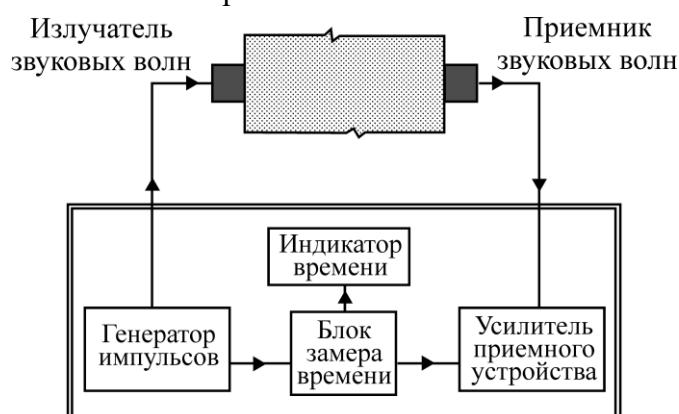 Излучатель
звуковых волн
Приемник
звуковых волн
Индикатор
времени
Генератор
импульсов
Блок
замера
времени
Усилитель
приемного
устройства